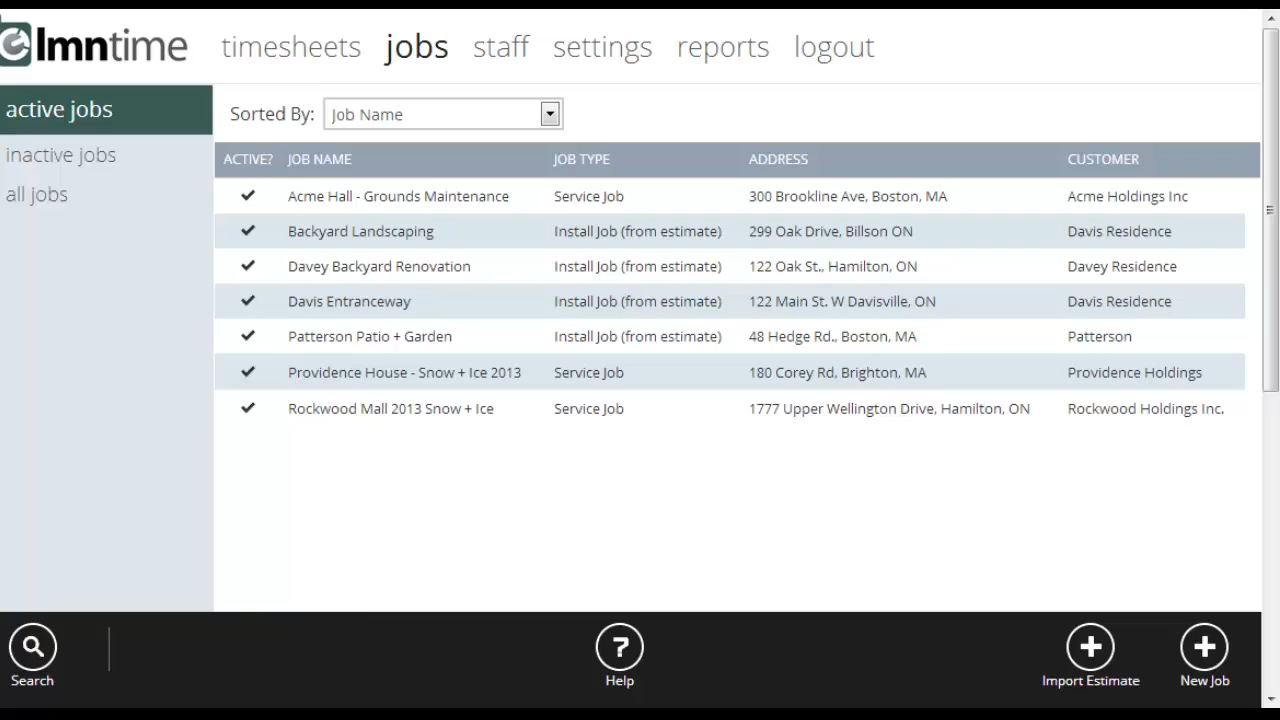 lmntime timesheets jobs staff settings reports logout
active jobs
inactive jobs
all jobs
Sorted By: Job Name
ACTIVE? JOB NAME JOB TYPE ADDRESS CUSTOMER
Acme Hall - Grounds Maintenance Service Job 300 Brookline Ave, Boston, MA Acme Holdings Inc
Backyard Landscaping Install Job (from estimate) 299 Oak Drive, Billson ON Davis Residence
Davey Backyard Renovation Install Job (from estimate) 122 Oak St., Hamilton, ON Davey Residence
Davis Entranceway Install Job (from estimate) 122 Main St. W Davisville, ON Davis Residence
Patterson Patio + Garden Install Job (from estimate) 48 Hedge Rd., Boston, MA Patterson
Providence House - Snow + Ice 2013 Service Job 180 Corey Rd, Brighton, MA Providence Holdings
Rockwood Mall 2013 Snow + Ice Service Job 1777 Upper Wellington Drive, Hamilton, ON Rockwood Holdings Inc.
Search ? Help Import Estimate New Job